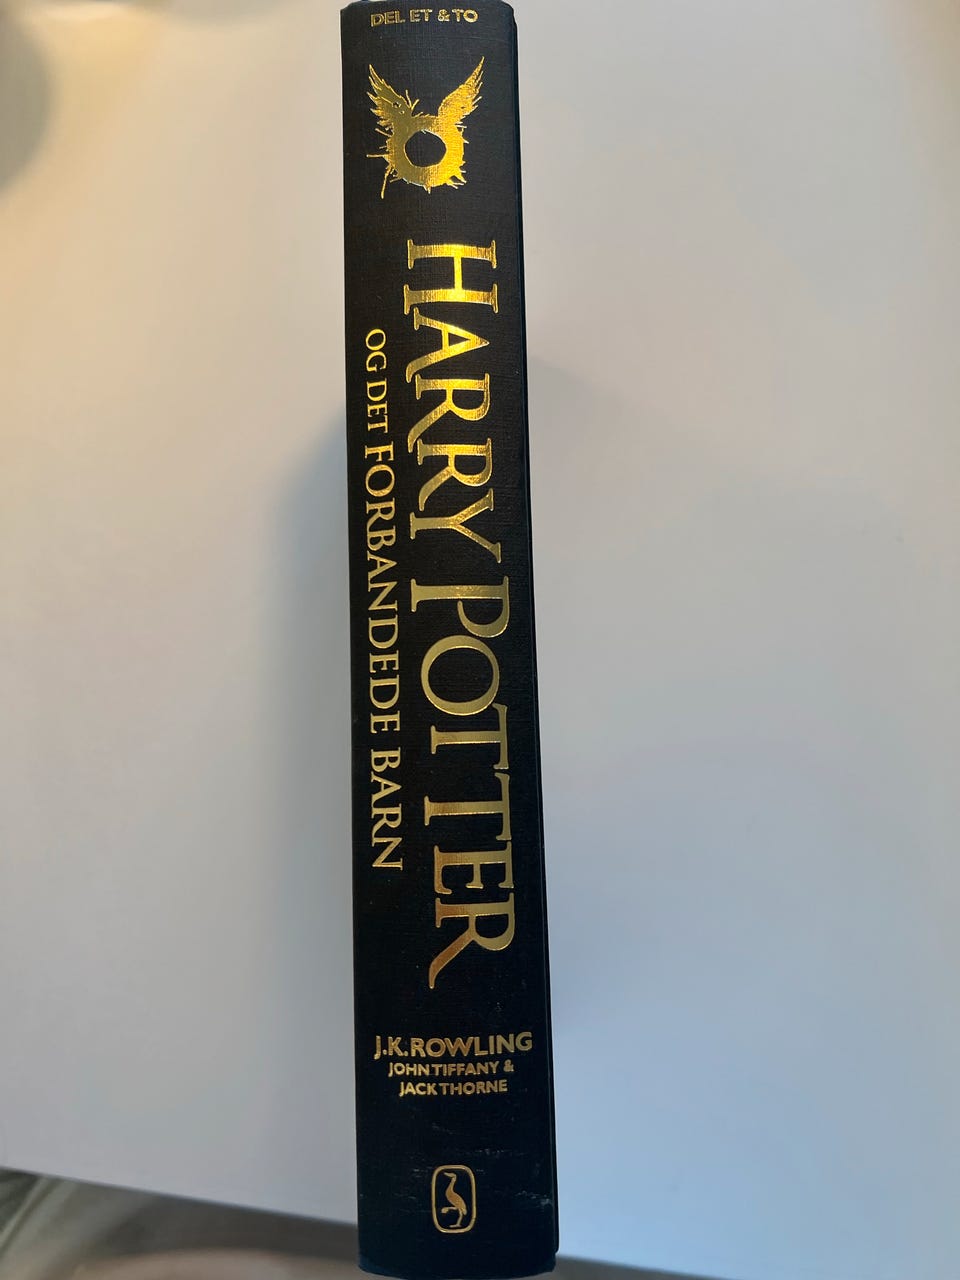 DEL ET & TO
HARRY POTTER
OG DET FORBANDEDE BARN
J.K.ROWLING
JOHN TIFFANY &
JACK THORNE